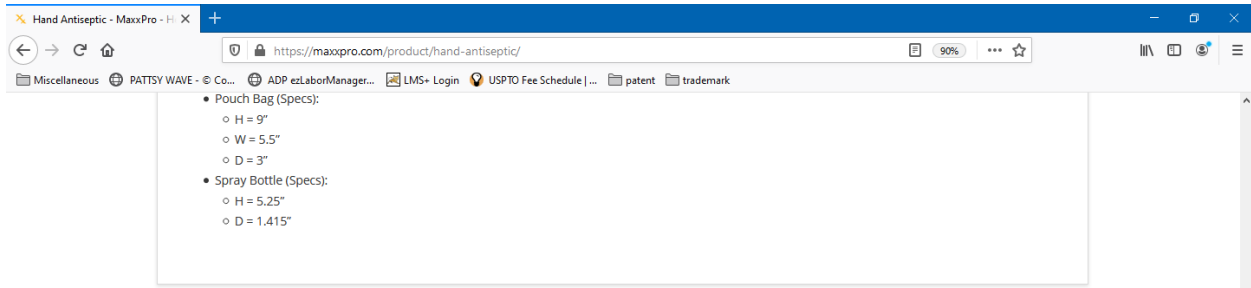 Hand Antiseptic - MaxxPro - H
https://maxxpro.com/product/hand-antiseptic/
90%
Miscellaneous PATTSY WAVE - © Co... ADP ezLaborManager... LMS+ Login USPTO Fee Schedule | ... patent trademark
• Pouch Bag (Specs):
○ H = 9”
○ W = 5.5”
○ D = 3”
• Spray Bottle (Specs):
○ H = 5.25”
○ D = 1.415”